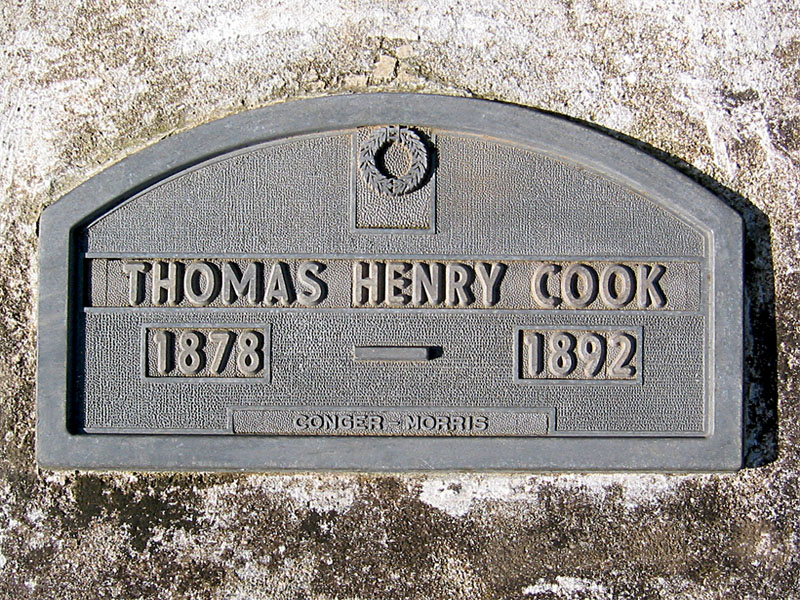 THOMAS HENRY COOK
1878 — 1892
CONGER-MORRIS